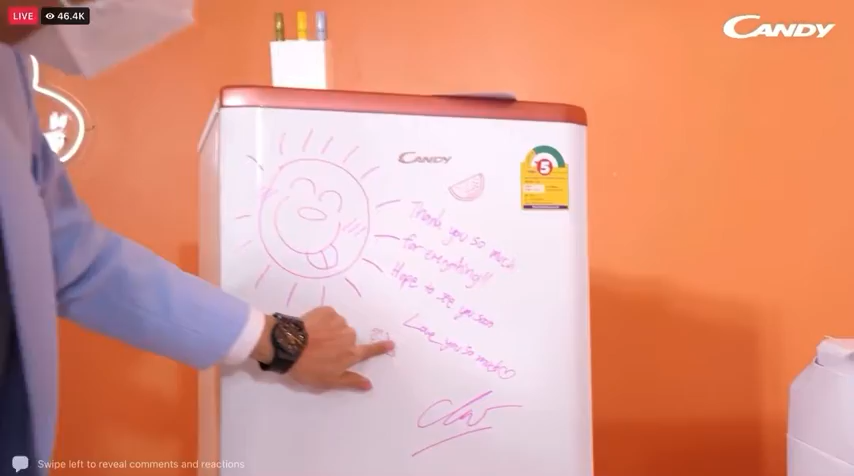 LIVE
46.4K
CANDY
CANDY
5
Thank you so much
for everything!!
Hope to see you soon
Love you so much
Swipe left to reveal comments and reactions